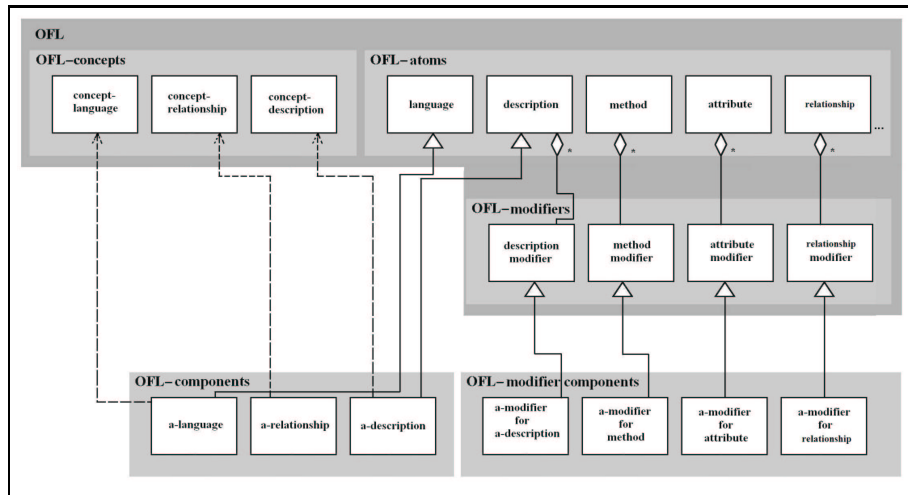 OFL
OFL–concepts
concept-
language
concept-
relationship
concept-
description
OFL–atoms
language
description
method
attribute
relationship
...
*
*
*
*
OFL–modifiers
description
modifier
method
modifier
attribute
modifier
relationship
modifier
OFL–components
a-language
a-relationship
a-description
OFL–modifier components
a-modifier
for
a-description
a-modifier
for
method
a-modifier
for
attribute
a-modifier
for
relationship